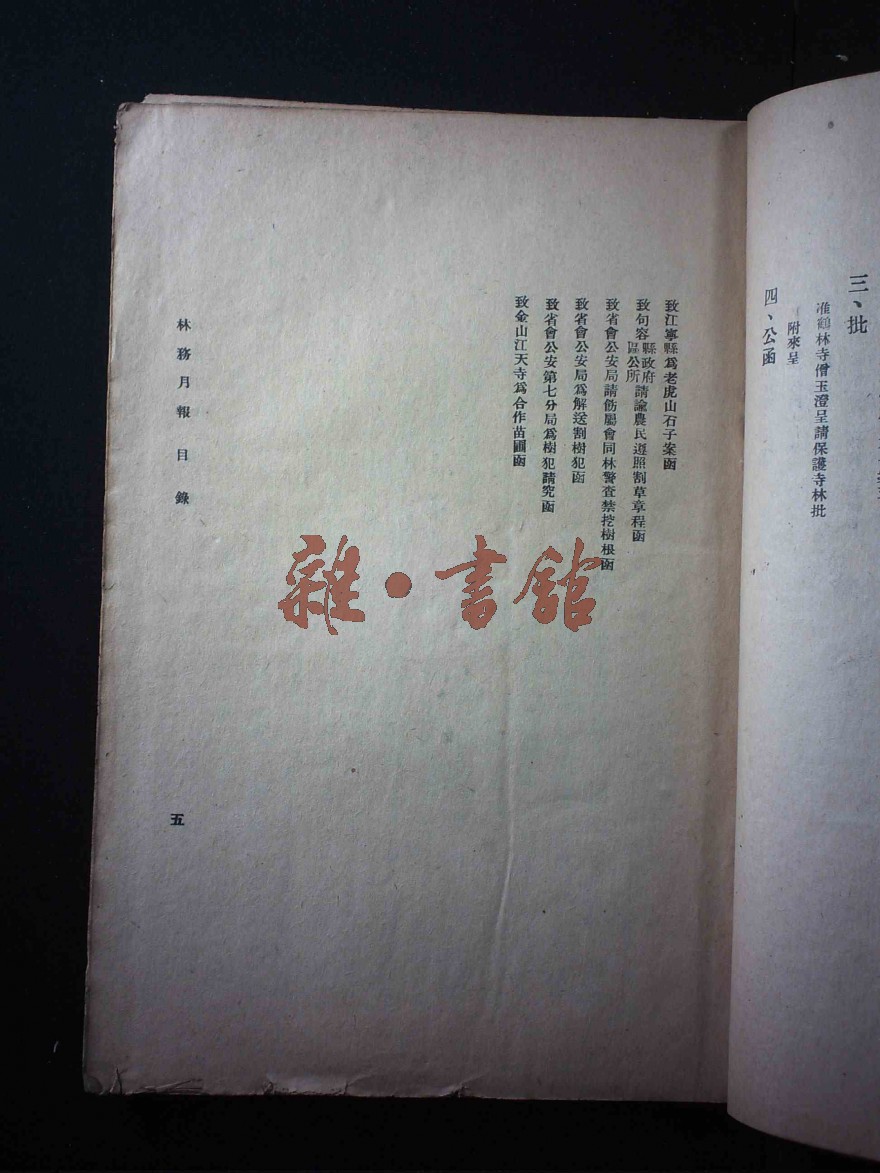 三、批
准鶴林寺僧玉澄呈請保護寺林批
附來呈
四、公函
致江寧縣爲老虎山石子案函
致句容縣政府區公所請諭農民遵照割草章程函
致省會公安局請飭屬會同林警查禁挖樹根函
致省會公安局爲解送割樹犯函
致省會公安第七分局爲樹犯請究函
致金山江天寺爲合作苗圃函
林務月報 目錄
五
雜·書館